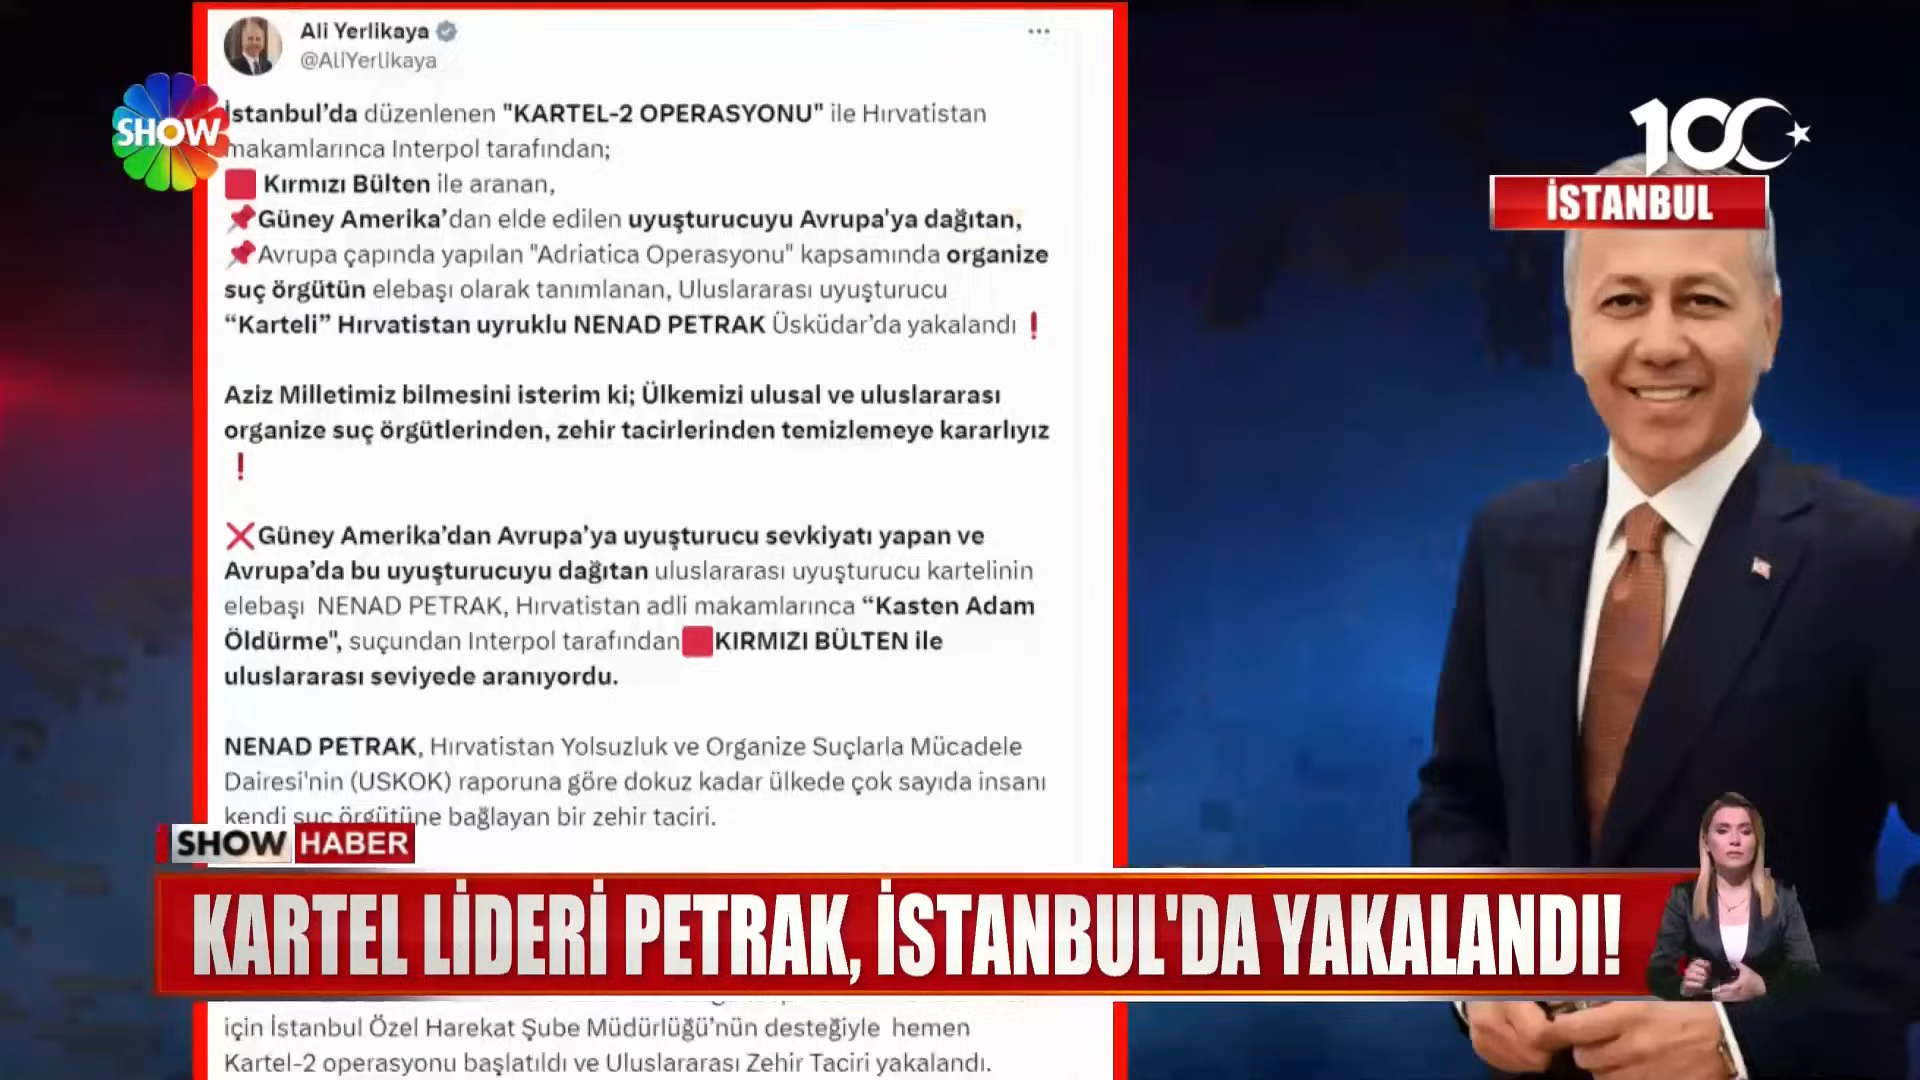 Ali Yerlikaya
@AliYerlikaya
SHOW
İstanbul’da düzenlenen "KARTEL-2 OPERASYONU" ile Hırvatistan
makamlarınca Interpol tarafından;
Kırmızı Bülten ile aranan,
Güney Amerika’dan elde edilen uyuşturucuyu Avrupa'ya dağıtan,
Avrupa çapında yapılan "Adriatica Operasyonu" kapsamında organize
suç örgütün elebaşı olarak tanımlanan, Uluslararası uyuşturucu
“Karteli” Hırvatistan uyruklu NENAD PETRAK Üsküdar’da yakalandı❗
Aziz Milletimiz bilmesini isterim ki; Ülkemizi ulusal ve uluslararası
organize suç örgütlerinden, zehir tacirlerinden temizlemeye kararlıyız
❗
❌Güney Amerika’dan Avrupa’ya uyuşturucu sevkiyatı yapan ve
Avrupa’da bu uyuşturucuyu dağıtan uluslararası uyuşturucu kartelinin
elebaşı NENAD PETRAK, Hırvatistan adli makamlarınca “Kasten Adam
Öldürme", suçundan Interpol tarafından KIRMIZI BÜLTEN ile
uluslararası seviyede aranıyordu.
NENAD PETRAK, Hırvatistan Yolsuzluk ve Organize Suçlarla Mücadele
Dairesi'nin (USKOK) raporuna göre dokuz kadar ülkede çok sayıda insanı
kendi suç örgütüne bağlayan bir zehir taciri.
100
İSTANBUL
SHOW HABER
KARTEL LİDERİ PETRAK, İSTANBUL'DA YAKALANDI!
için İstanbul Özel Harekat Şube Müdürlüğü’nün desteğiyle hemen
Kartel-2 operasyonu başlatıldı ve Uluslararası Zehir Taciri yakalandı.